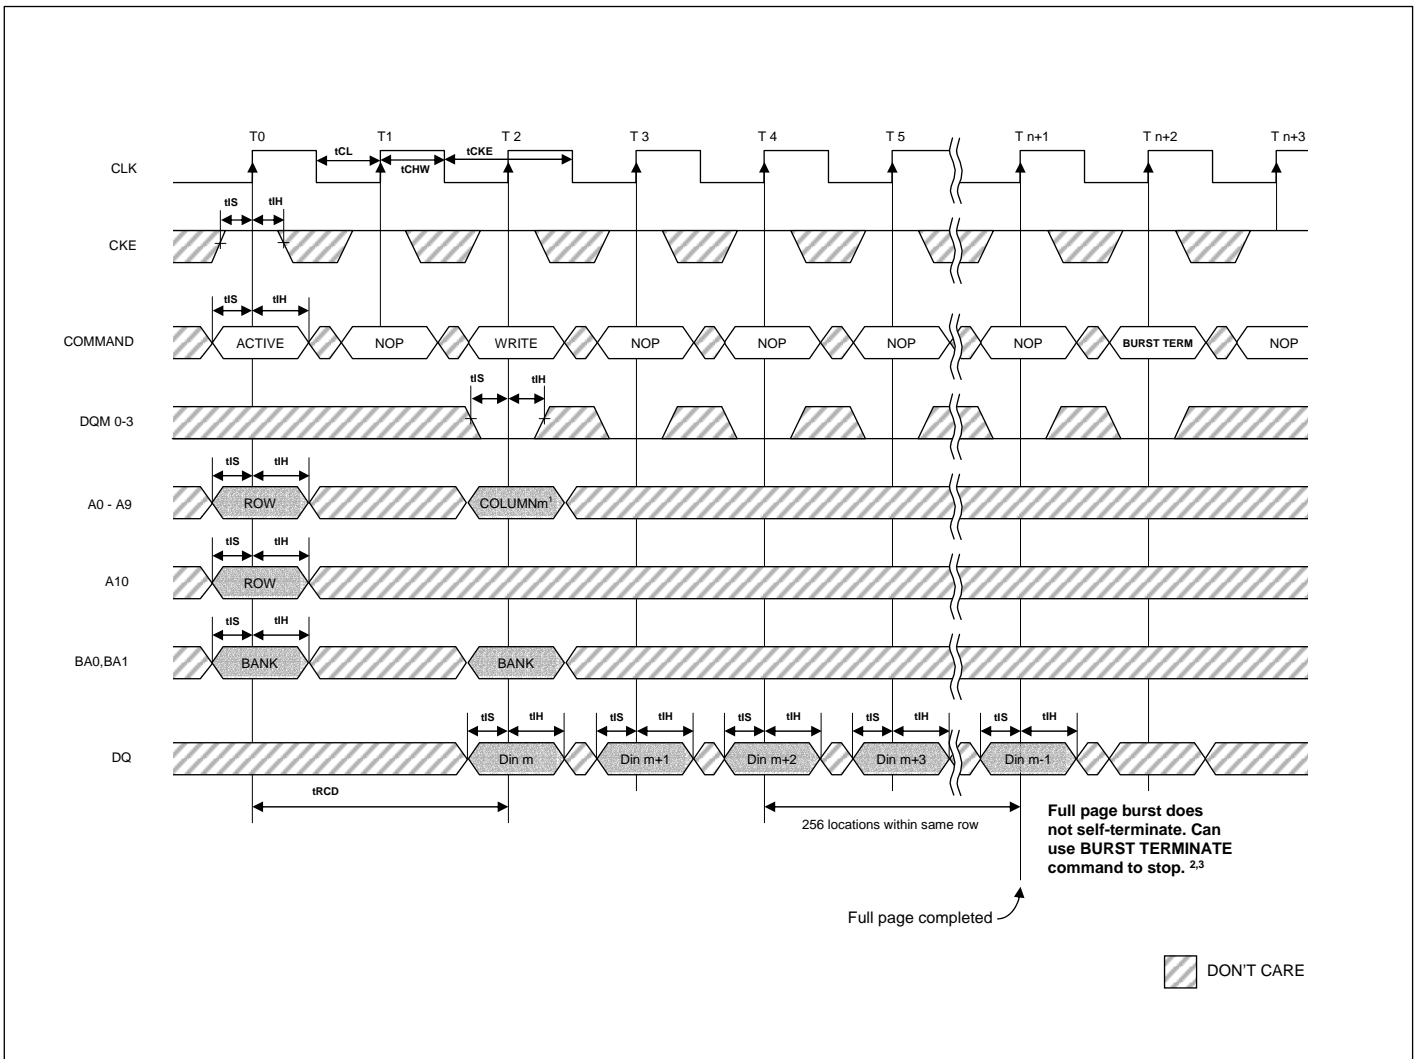 T0 T1 T 2 T 3 T 4 T 5 T n+1 T n+2 T n+3
CLK tCL tCHW tCKE
tIS tIH
CKE
tIS tIH
COMMAND ACTIVE NOP WRITE NOP NOP NOP NOP BURST TERM NOP
tIS tIH
DQM 0-3
tIS tIH
A0 - A9 ROW COLUMNm¹
tIS tIH
A10 ROW
tIS tIH
BA0,BA1 BANK BANK
tIS tIH tIS tIH tIS tIH tIS tIH tIS tIH
DQ Din m Din m+1 Din m+2 Din m+3 Din m-1
tRCD
256 locations within same row
Full page burst does
not self-terminate. Can
use BURST TERMINATE
command to stop. ²,³
Full page completed
DON'T CARE